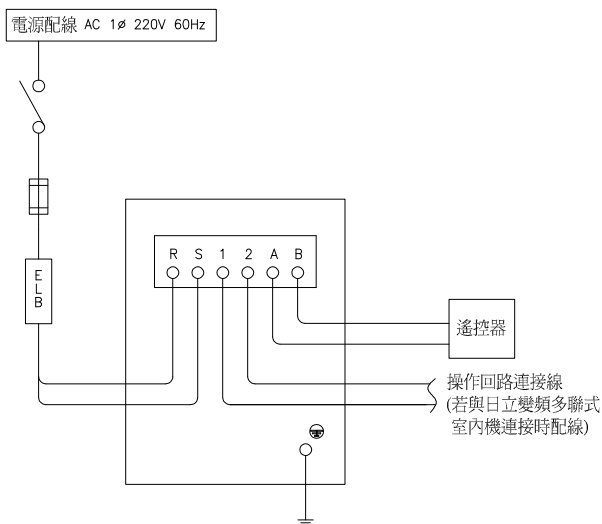 電源配線 AC 1ø 220V 60Hz
ELB
R S 1 2 A B
遙控器
操作回路連接線
(若與日立變頻多聯式
室內機連接時配線)